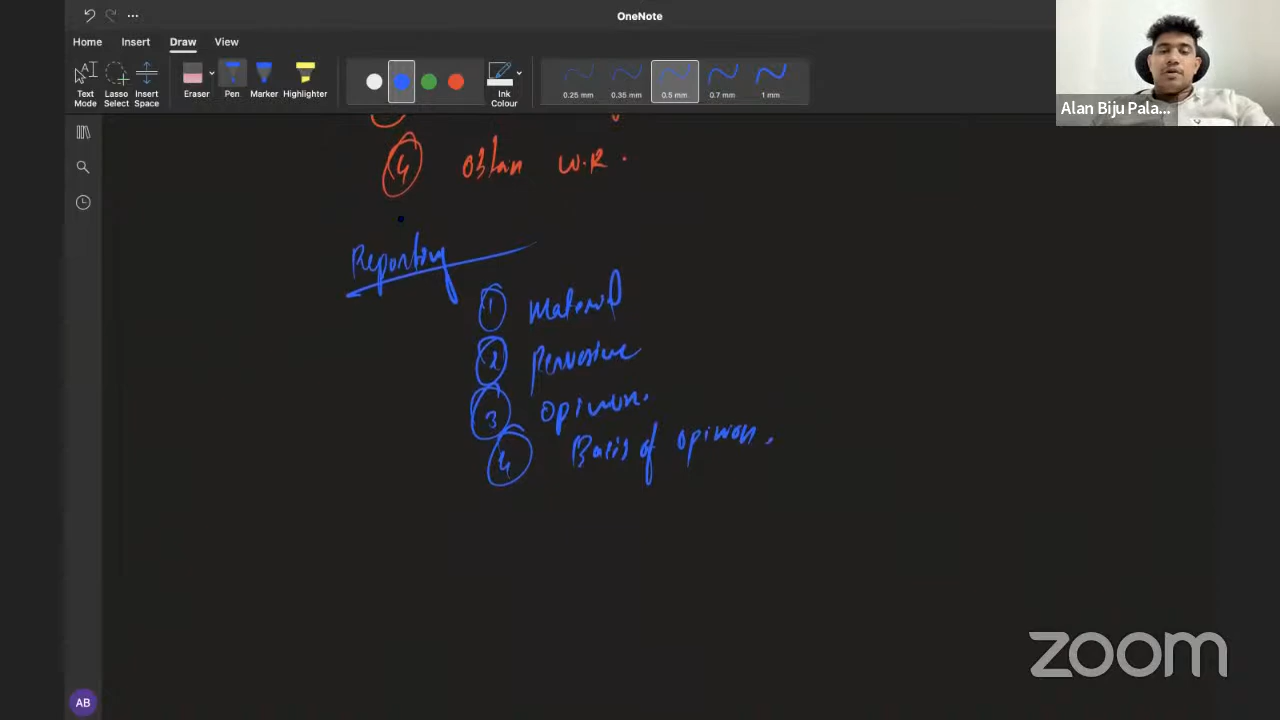 OneNote
Home Insert Draw View
Text Mode
Lasso Select
Insert Space
Eraser
Pen
Marker
Highlighter
Ink Colour
0.25 mm
0.35 mm
0.5 mm
0.7 mm
1 mm
Alan Biju Pala...
4 Obtain W.R.
Reporting
1 Material
2 Pervasive
3 Opinion.
4 Basis of opinion.
zoom
AB